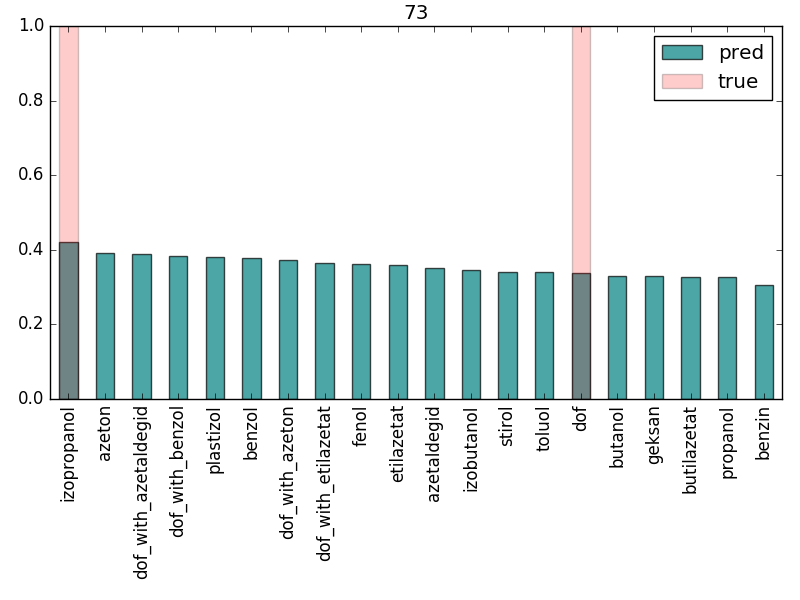 73
pred
true
1.0
0.8
0.6
0.4
0.2
0.0
izopropanol
azeton
dof_with_azetaldegid
dof_with_benzol
plastizol
benzol
dof_with_azeton
dof_with_etilazetat
fenol
etilazetat
azetaldegid
izobutanol
stirol
toluol
dof
butanol
geksan
butilazetat
propanol
benzin